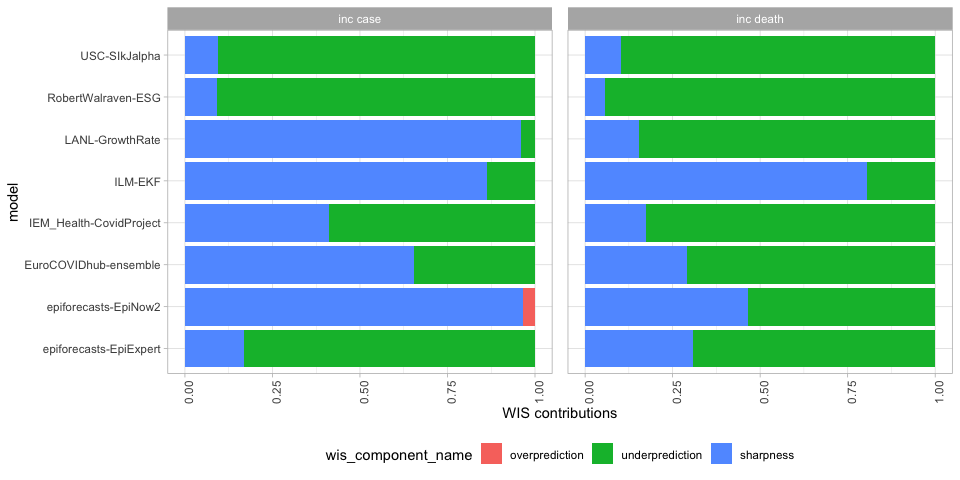 inc case
inc death
USC-SIkJalpha
RobertWalraven-ESG
LANL-GrowthRate
ILM-EKF
IEM_Health-CovidProject
EuroCOVIDhub-ensemble
epiforecasts-EpiNow2
epiforecasts-EpiExpert
model
0.00 0.25 0.50 0.75 1.00
0.00 0.25 0.50 0.75 1.00
WIS contributions
wis_component_name overprediction underprediction sharpness